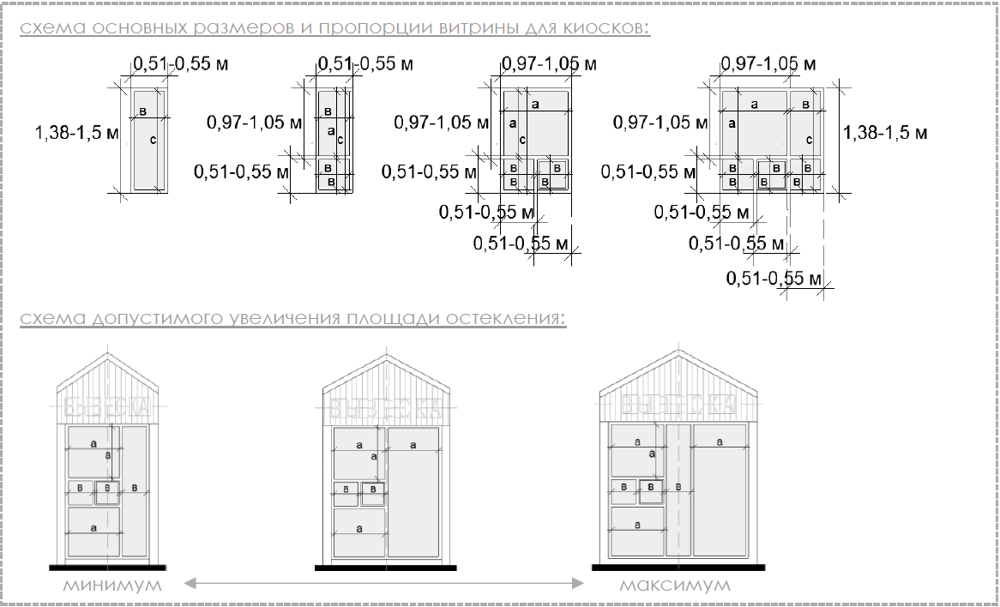 схема основных размеров и пропорции витрины для киосков:
0,51-0,55 м 0,51-0,55 м 0,97-1,05 м 0,97-1,05 м
в в а а в
0,97-1,05 м 0,97-1,05 м 0,97-1,05 м
1,38-1,5 м с а с а с а с 1,38-1,5 м
0,51-0,55 м в 0,51-0,55 м в в 0,51-0,55 м в в в
в в в в в в
0,51-0,55 м 0,51-0,55 м
0,51-0,55 м 0,51-0,55 м
0,51-0,55 м
схема допустимого увеличения площади остекления:
ВЫВЕСКА ВЫВЕСКА ВЫВЕСКА
а а а а а
а а а
в в в в в в в в
а а а
минимум максимум